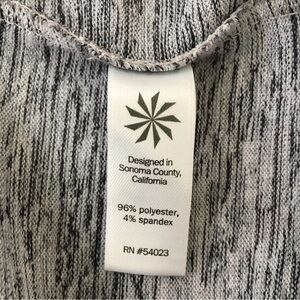 Designed in
Sonoma County,
California
96% polyester,
4% spandex
RN #54023